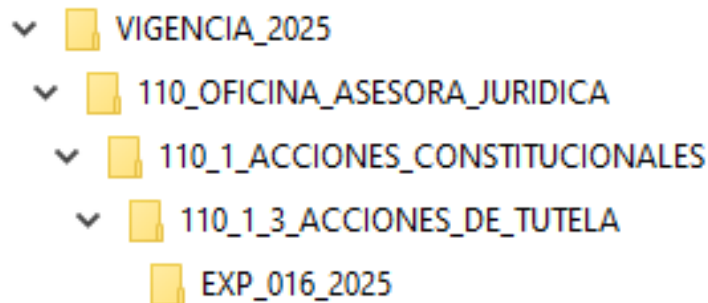 VIGENCIA_2025
110_OFICINA_ASESORA_JURIDICA
110_1_ACCIONES_CONSTITUCIONALES
110_1_3_ACCIONES_DE_TUTELA
EXP_016_2025